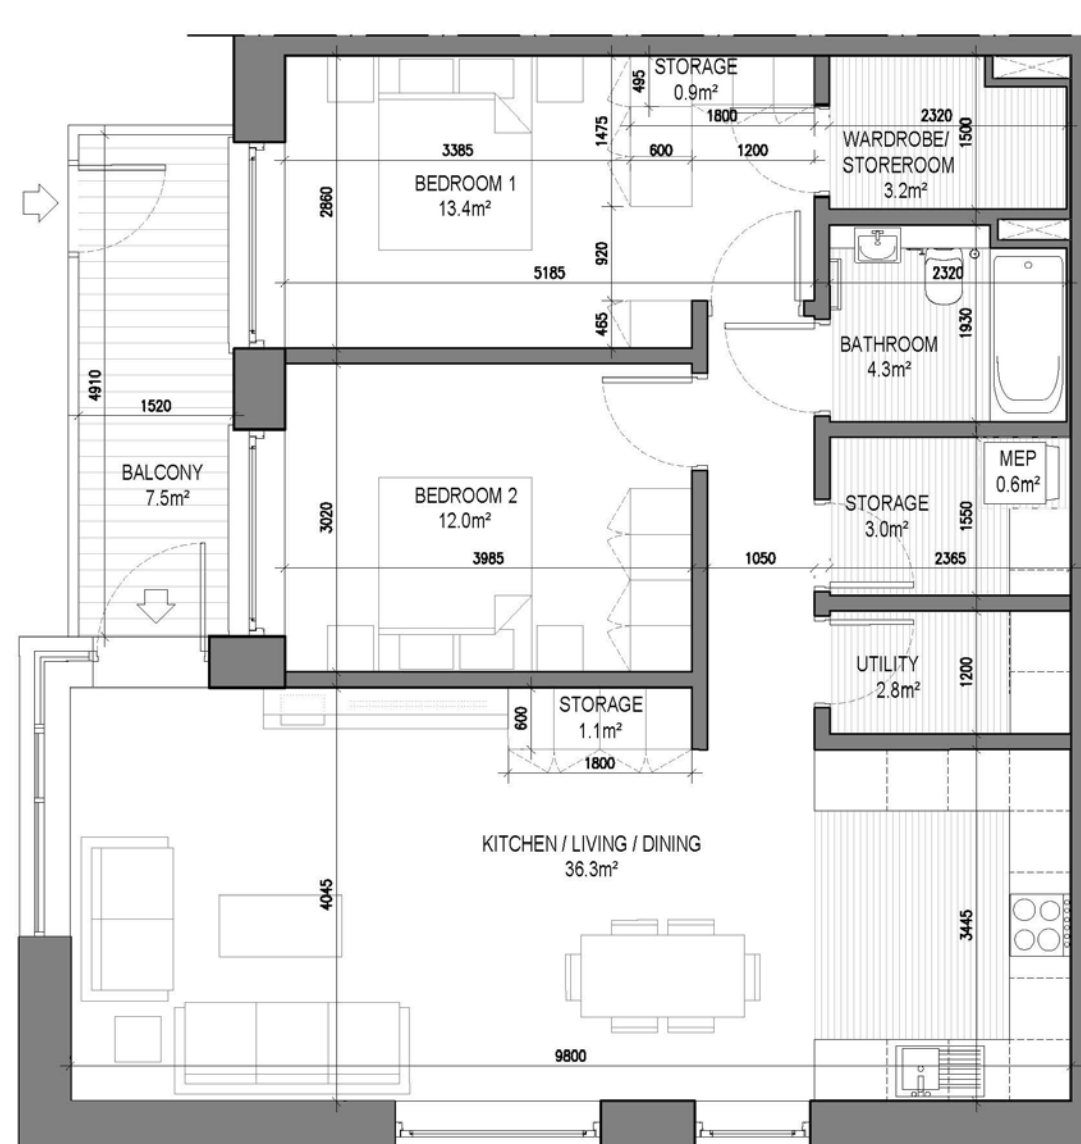 STORAGE
0.9m²
495
1475
1800
600
1200
3385
2860
BEDROOM 1
13.4m²
920
5185
465
2320
1500
WARDROBE/
STOREROOM
3.2m²
2320
1930
BATHROOM
4.3m²
4910
1520
BALCONY
7.5m²
3020
BEDROOM 2
12.0m²
3985
1050
MEP
0.6m²
STORAGE
3.0m²
1550
2365
UTILITY
2.8m²
1200
STORAGE
1.1m²
600
1800
KITCHEN / LIVING / DINING
36.3m²
4045
3445
9800